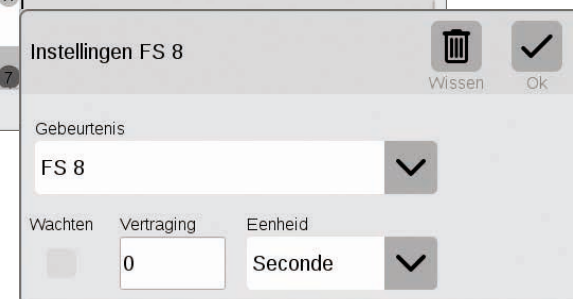 7
Instellingen FS 8
Wissen Ok
Gebeurtenis
FS 8
Wachten Vertraging Eenheid
0 Seconde